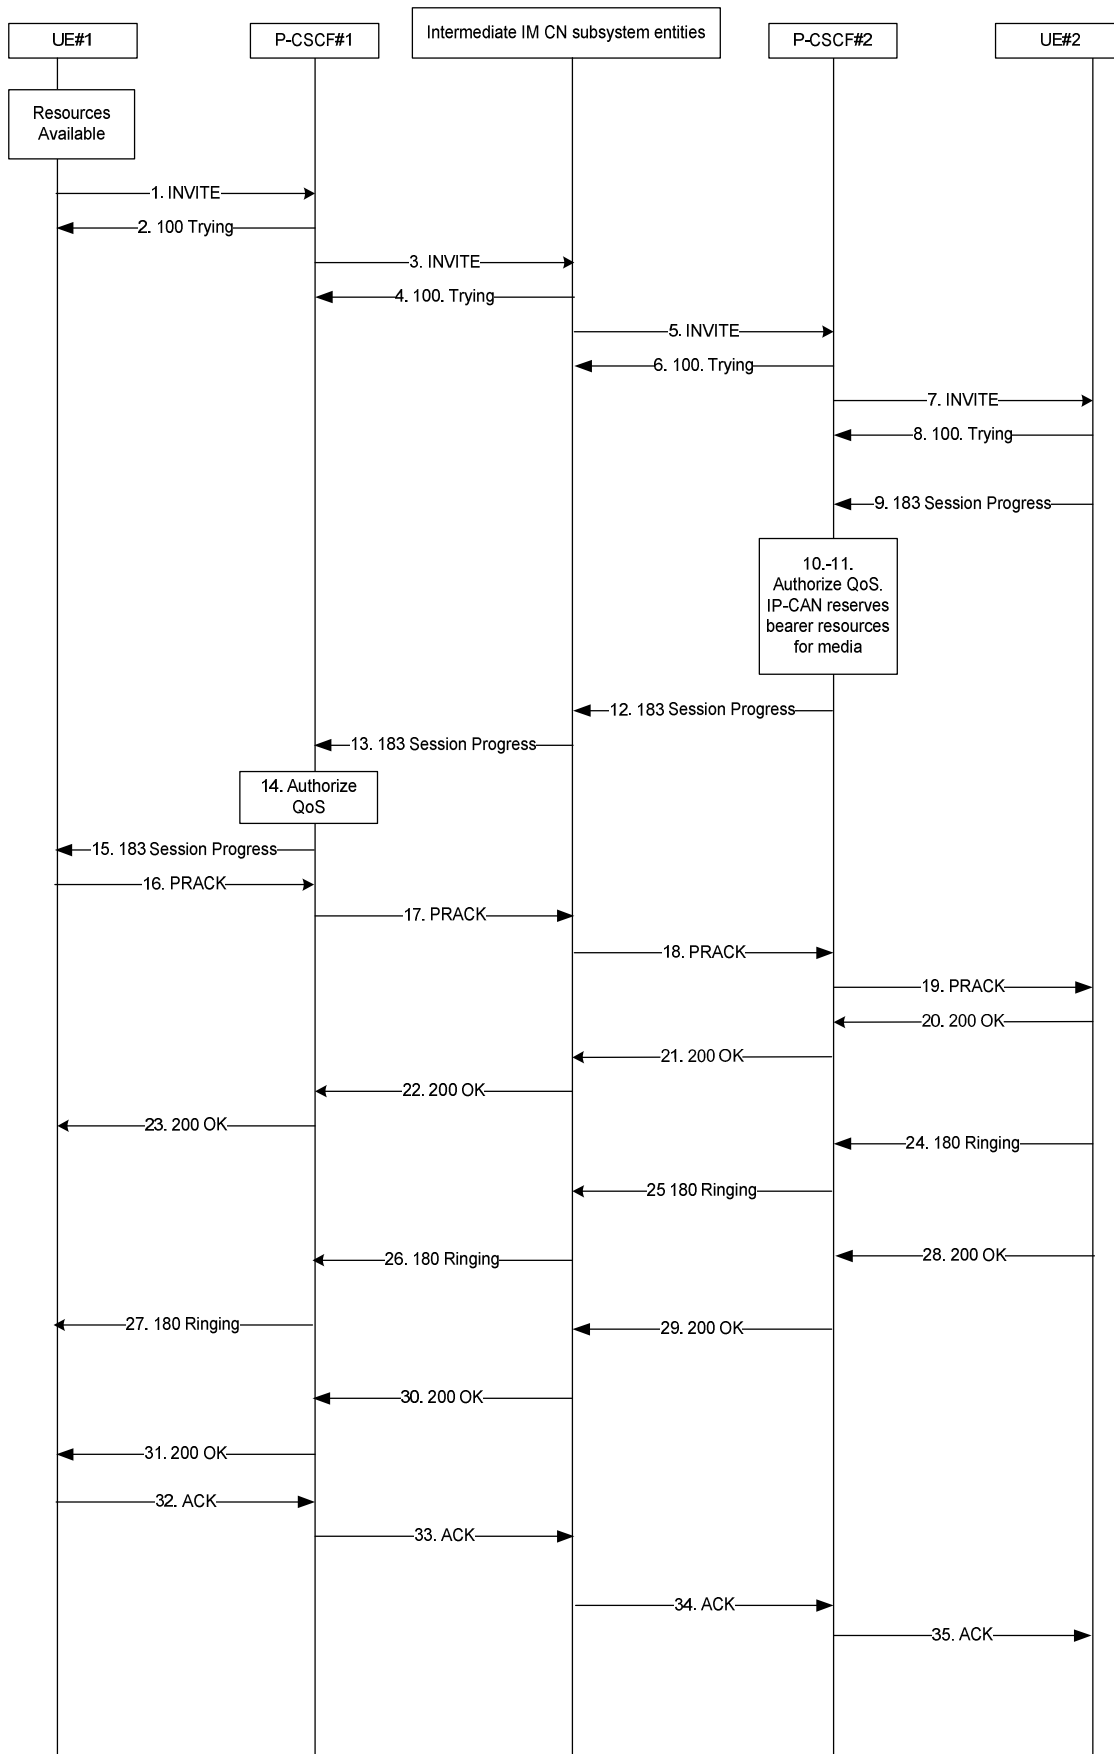 UE#1
P-CSCF#1
Intermediate IM CN subsystem entities
P-CSCF#2
UE#2
Resources
Available
1. INVITE
2. 100 Trying
3. INVITE
4. 100. Trying
5. INVITE
6. 100. Trying
7. INVITE
8. 100. Trying
9. 183 Session Progress
10.-11.
Authorize QoS.
IP-CAN reserves
bearer resources
for media
12. 183 Session Progress
13. 183 Session Progress
14. Authorize
QoS
15. 183 Session Progress
16. PRACK
17. PRACK
18. PRACK
19. PRACK
20. 200 OK
21. 200 OK
22. 200 OK
23. 200 OK
24. 180 Ringing
25 180 Ringing
28. 200 OK
26. 180 Ringing
27. 180 Ringing
29. 200 OK
30. 200 OK
31. 200 OK
32. ACK
33. ACK
34. ACK
35. ACK